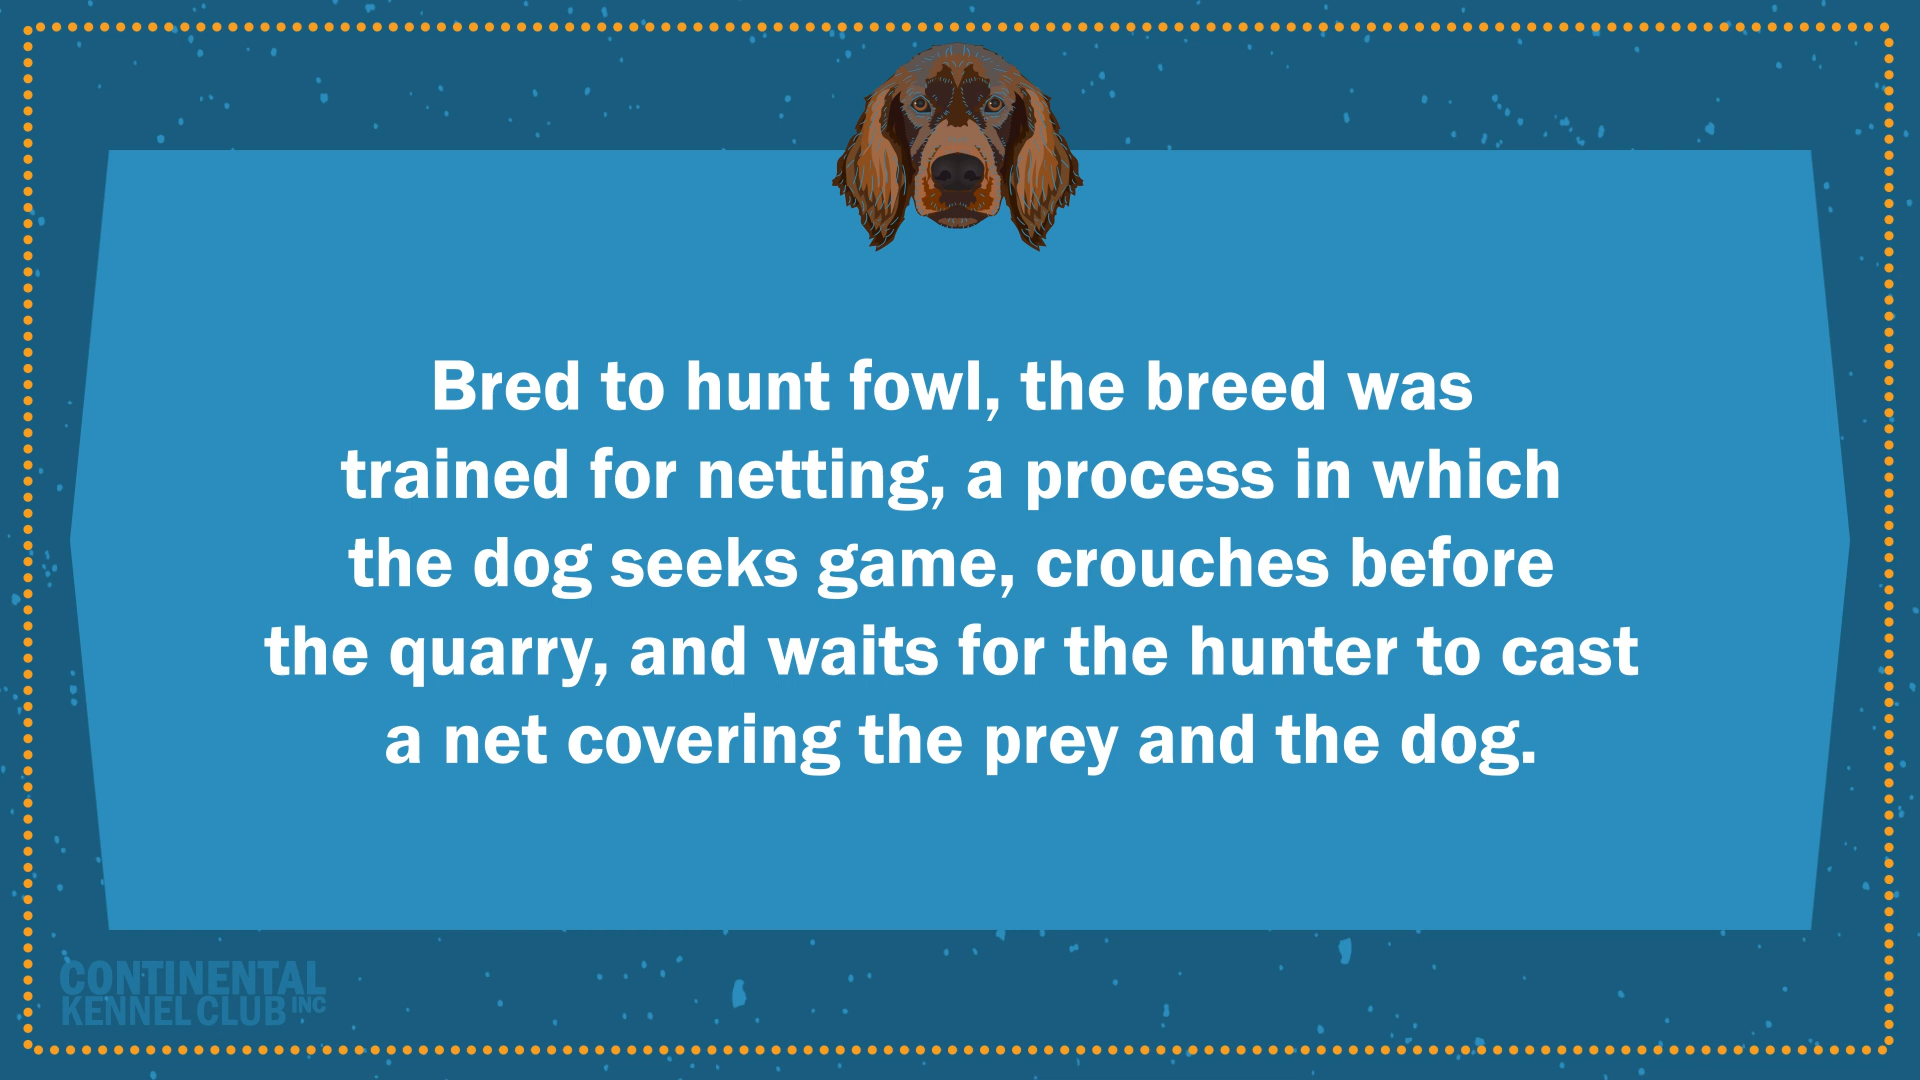 Bred to hunt fowl, the breed was
trained for netting, a process in which
the dog seeks game, crouches before
the quarry, and waits for the hunter to cast
a net covering the prey and the dog.
CONTINENTAL
KENNEL CLUB INC